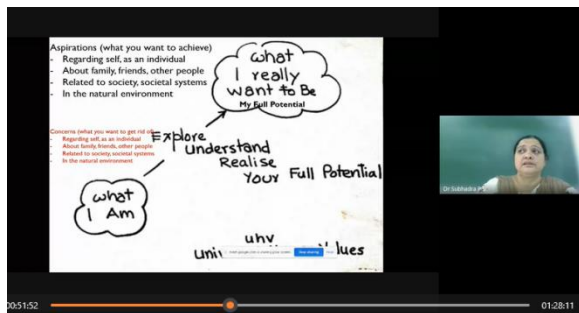 Aspirations (what you want to achieve)
- Regarding self, as an individual
- About family, friends, other people
- Related to society, societal systems
- In the natural environment
what
I really
want to Be
My Full Potential
Concerns (what you want to get rid of)
- Regarding self, as an individual
- About family, friends, other people
- Related to society, societal systems
- In the natural environment
Explore
understand
Realise
Your Full Potential
what
I Am
uhv
Stop sharing
Dr Subhadra
00:51:52
01:28:11